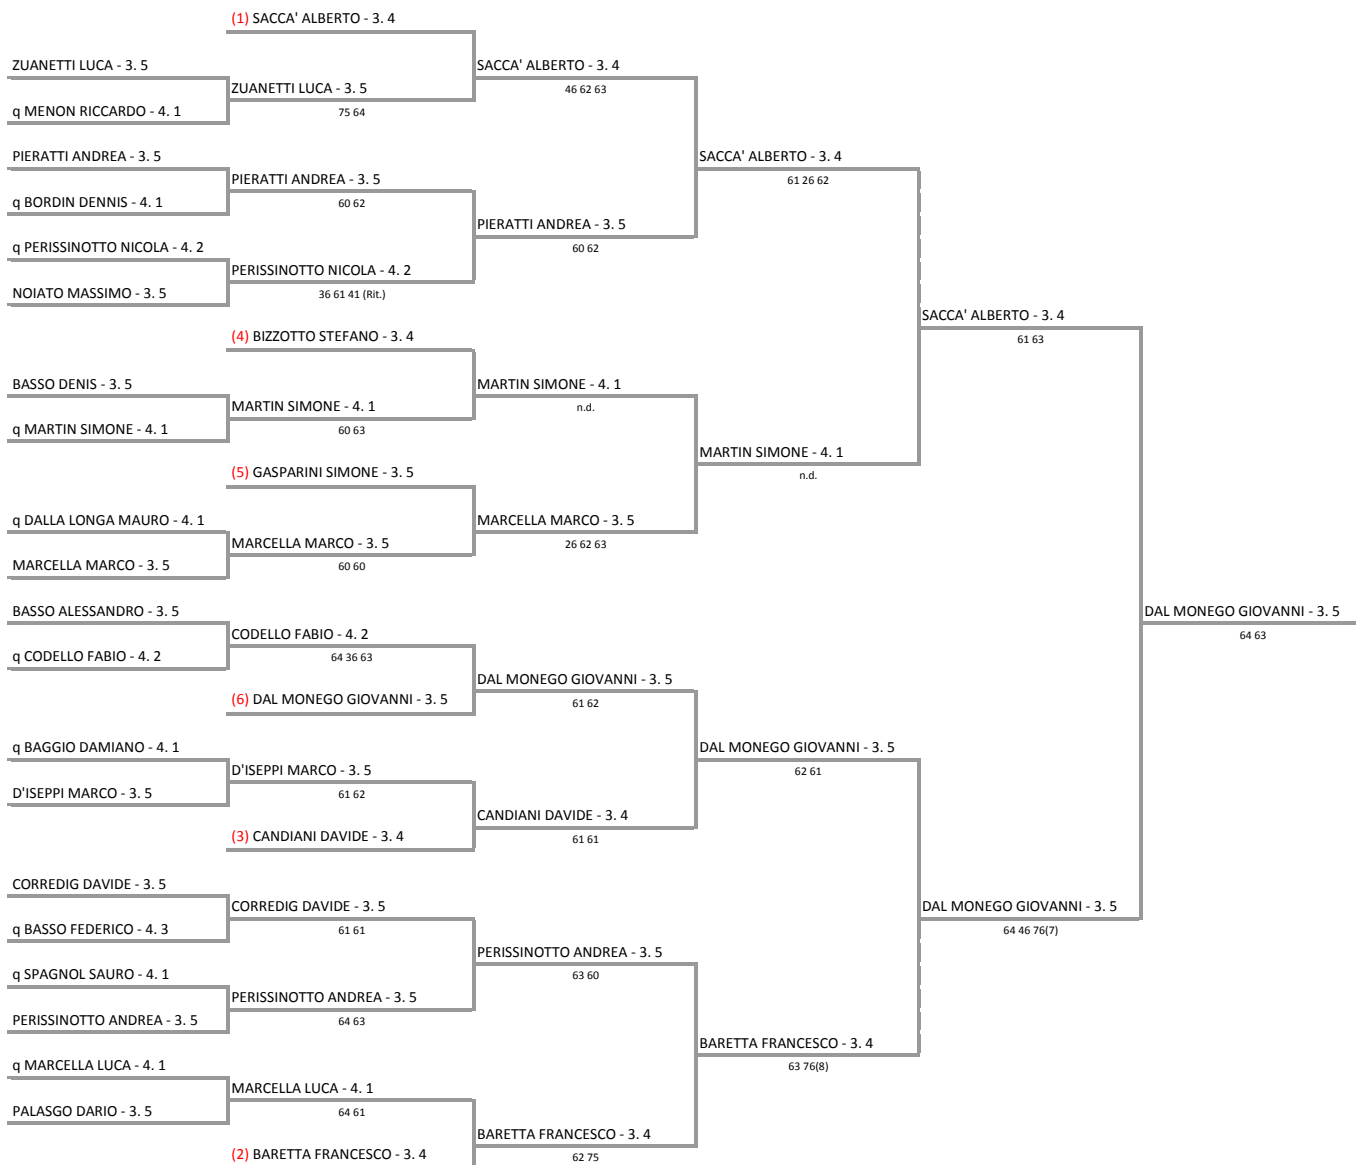 (1) SACCA' ALBERTO - 3. 4
ZUANETTI LUCA - 3. 5
SACCA' ALBERTO - 3. 4
46 62 63
ZUANETTI LUCA - 3. 5
75 64
q MENON RICCARDO - 4. 1
PIERATTI ANDREA - 3. 5
SACCA' ALBERTO - 3. 4
61 26 62
PIERATTI ANDREA - 3. 5
60 62
q BORDIN DENNIS - 4. 1
PIERATTI ANDREA - 3. 5
60 62
q PERISSINOTTO NICOLA - 4. 2
PERISSINOTTO NICOLA - 4. 2
36 61 41 (Rit.)
NOIATO MASSIMO - 3. 5
SACCA' ALBERTO - 3. 4
61 63
(4) BIZZOTTO STEFANO - 3. 4
BASSO DENIS - 3. 5
MARTIN SIMONE - 4. 1
n.d.
MARTIN SIMONE - 4. 1
60 63
q MARTIN SIMONE - 4. 1
MARTIN SIMONE - 4. 1
n.d.
(5) GASPARINI SIMONE - 3. 5
q DALLA LONGA MAURO - 4. 1
MARCELLA MARCO - 3. 5
26 62 63
MARCELLA MARCO - 3. 5
60 60
MARCELLA MARCO - 3. 5
BASSO ALESSANDRO - 3. 5
DAL MONEGO GIOVANNI - 3. 5
64 63
CODELLO FABIO - 4. 2
64 36 63
q CODELLO FABIO - 4. 2
DAL MONEGO GIOVANNI - 3. 5
61 62
(6) DAL MONEGO GIOVANNI - 3. 5
q BAGGIO DAMIANO - 4. 1
DAL MONEGO GIOVANNI - 3. 5
62 61
D'ISEPPI MARCO - 3. 5
61 62
D'ISEPPI MARCO - 3. 5
CANDIANI DAVIDE - 3. 4
61 61
(3) CANDIANI DAVIDE - 3. 4
CORREDIG DAVIDE - 3. 5
CORREDIG DAVIDE - 3. 5
61 61
DAL MONEGO GIOVANNI - 3. 5
64 46 76(7)
q BASSO FEDERICO - 4. 3
PERISSINOTTO ANDREA - 3. 5
63 60
q SPAGNOL SAURO - 4. 1
PERISSINOTTO ANDREA - 3. 5
64 63
PERISSINOTTO ANDREA - 3. 5
BARETTA FRANCESCO - 3. 4
63 76(8)
q MARCELLA LUCA - 4. 1
MARCELLA LUCA - 4. 1
64 61
PALASGO DARIO - 3. 5
BARETTA FRANCESCO - 3. 4
62 75
(2) BARETTA FRANCESCO - 3. 4